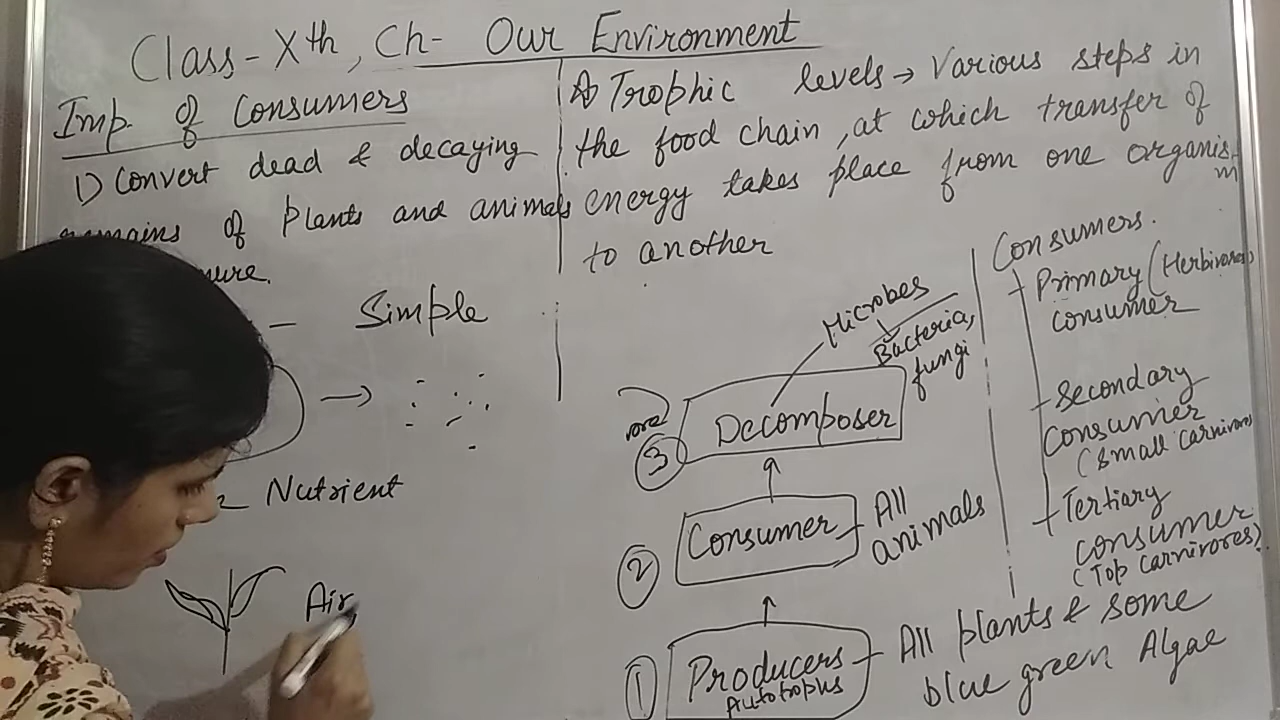 Class-Xth, Ch- Our Environment
Imp. of Consumers
1) Convert dead & decaying
remains of plants and animals
Simple
2 Nutrient
Air,
A) Trophic levels → Various steps in
the food chain, at which transfer of
energy takes place from one organism
to another
Microbes
Bacteria,
fungi
3 Decomposer
2 Consumer - All
animals
1 Producers - All plants & some
Autotrophs
blue green Algae
Consumers.
Primary (Herbivores)
consumer
Secondary
Consumer
(Small carnivores
Tertiary
consumer
(Top carnivores)